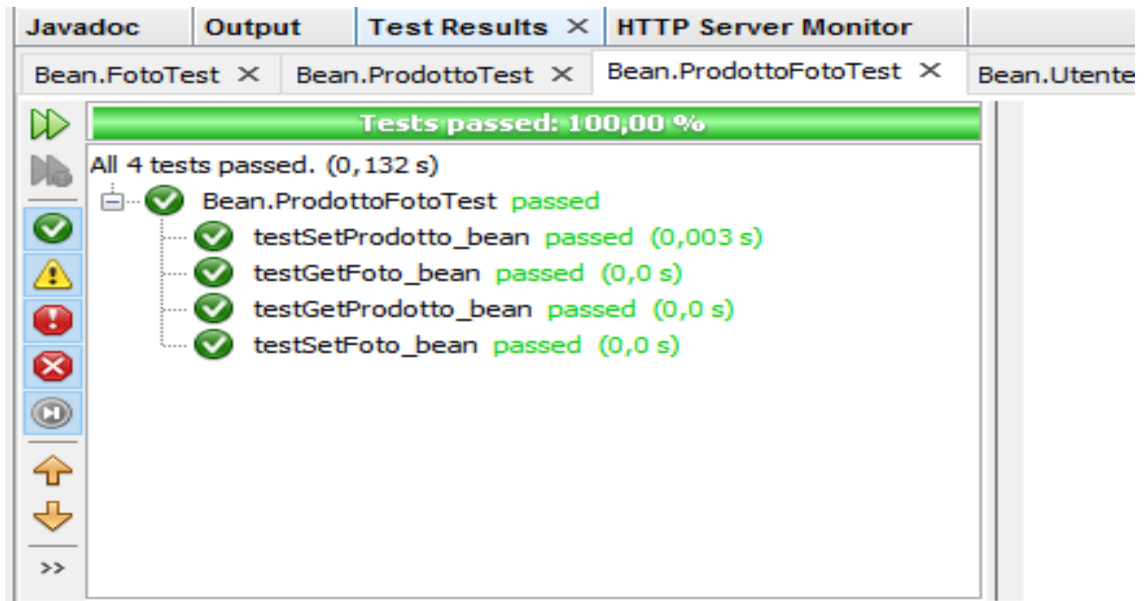 Javadoc Output Test Results × HTTP Server Monitor
Bean.FotoTest × Bean.ProdottoTest × Bean.ProdottoFotoTest × Bean.Utente
Tests passed: 100,00 %
All 4 tests passed. (0,132 s)
Bean.ProdottoFotoTest passed
testSetProdotto_bean passed (0,003 s)
testGetFoto_bean passed (0,0 s)
testGetProdotto_bean passed (0,0 s)
testSetFoto_bean passed (0,0 s)
>>